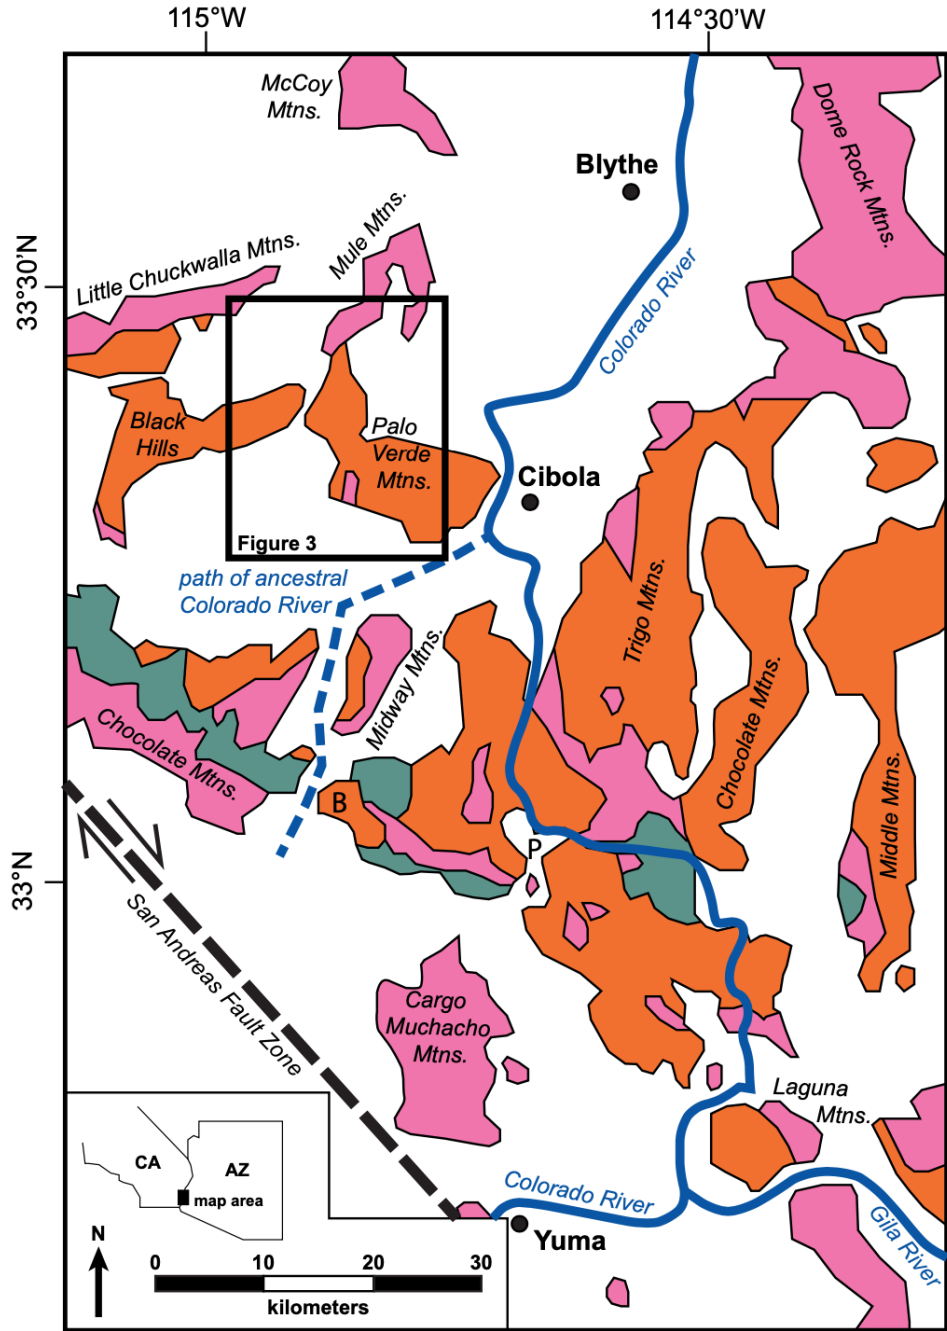 115°W
114°30'W
McCoy
Mtns.
Dome Rock Mtns.
Blythe
Mule Mtns.
Little Chuckwalla Mtns.
33°30'N
Colorado River
Black
Hills
Palo
Verde
Mtns.
Cibola
Figure 3
path of ancestral
Colorado River
Trigo Mtns.
Midway Mtns.
Chocolate Mtns.
Chocolate Mtns.
Middle Mtns.
B
P
33°N
San Andreas Fault Zone
Cargo
Muchacho
Mtns.
Laguna
Mtns.
CA
AZ
map area
Colorado River
Gila River
Yuma
N
0 10 20 30
kilometers